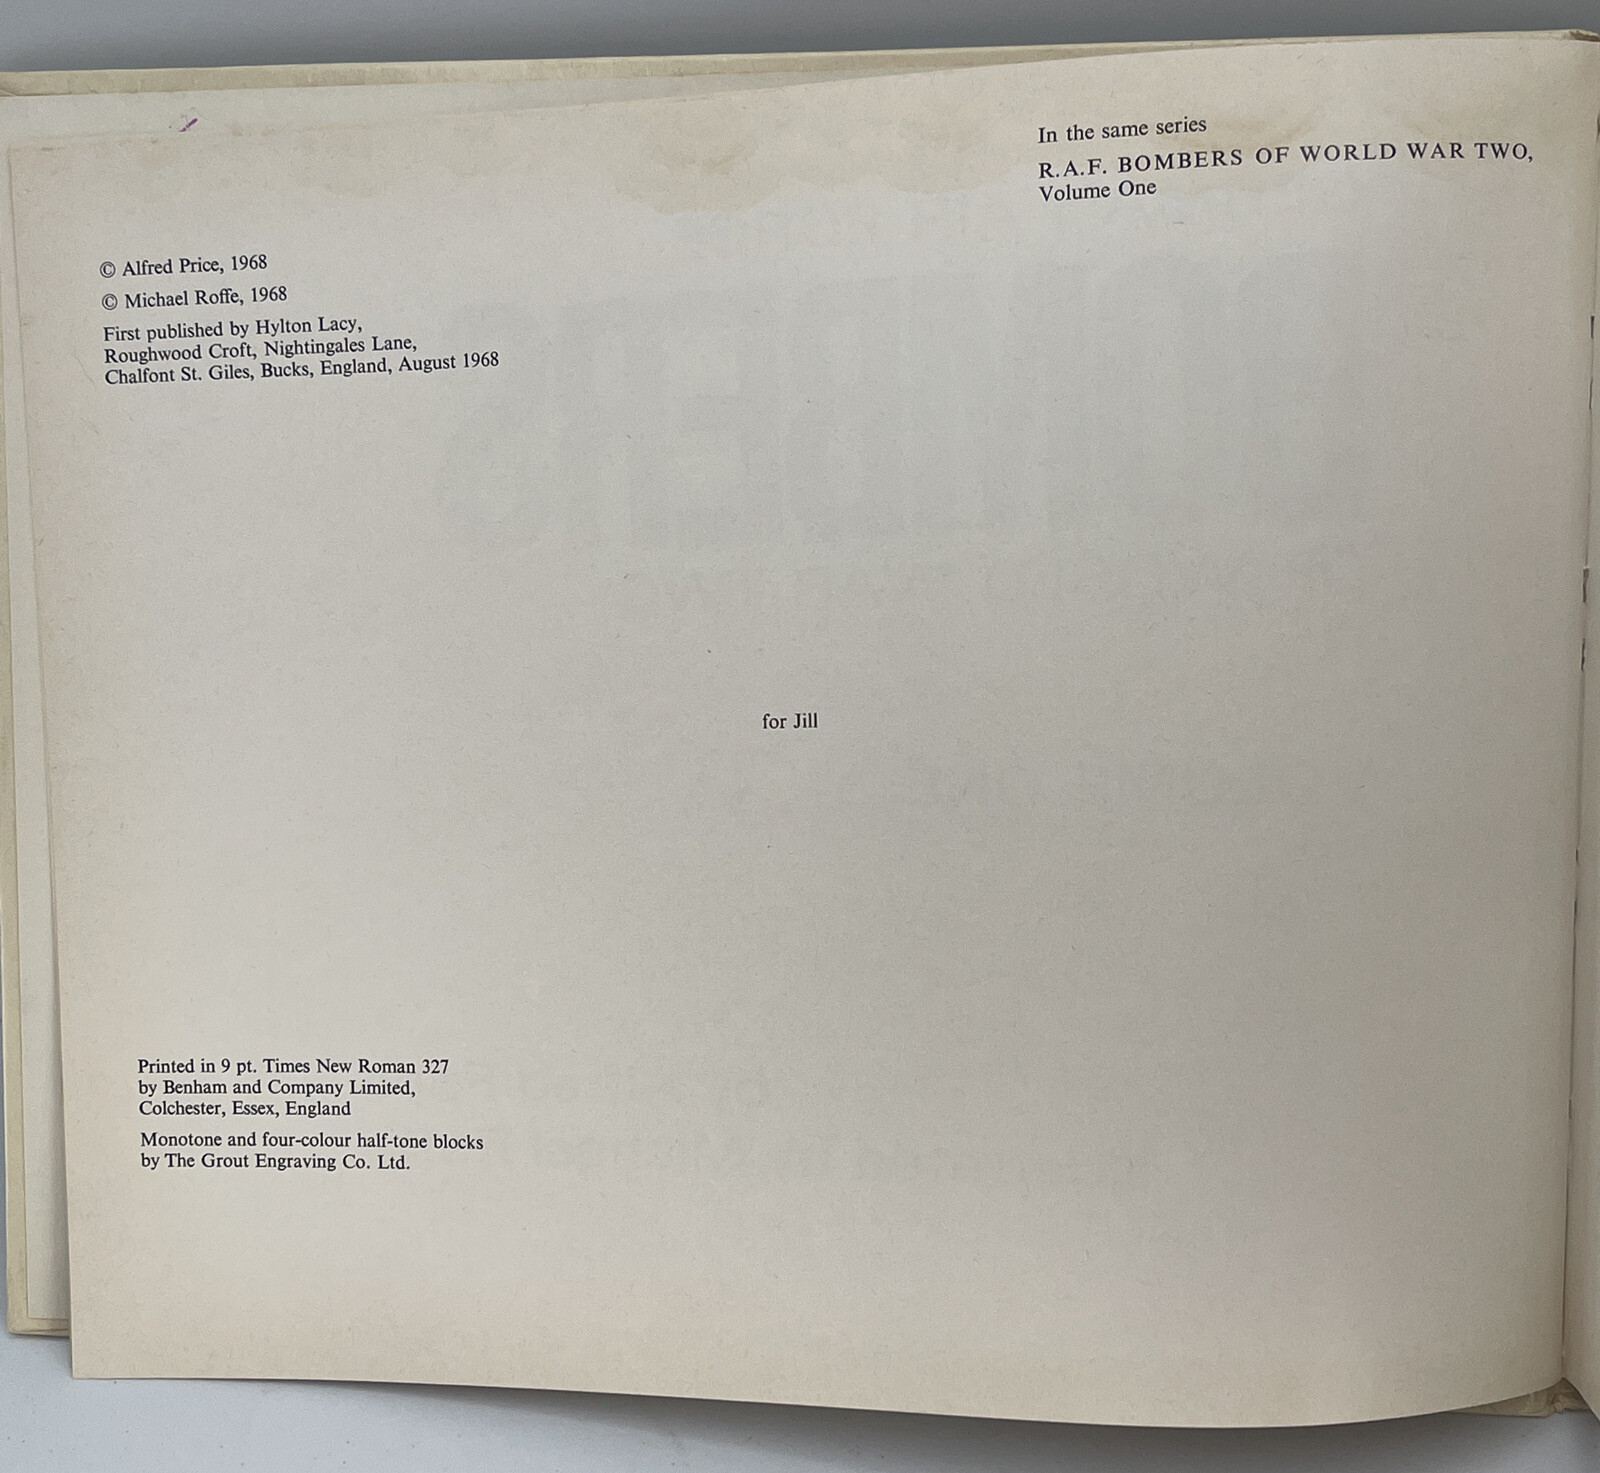 In the same series
R.A.F. BOMBERS OF WORLD WAR TWO,
Volume One
© Alfred Price, 1968
© Michael Roffe, 1968
First published by Hylton Lacy,
Roughwood Croft, Nightingales Lane,
Chalfont St. Giles, Bucks, England, August 1968
for Jill
Printed in 9 pt. Times New Roman 327
by Benham and Company Limited,
Colchester, Essex, England
Monotone and four-colour half-tone blocks
by The Grout Engraving Co. Ltd.